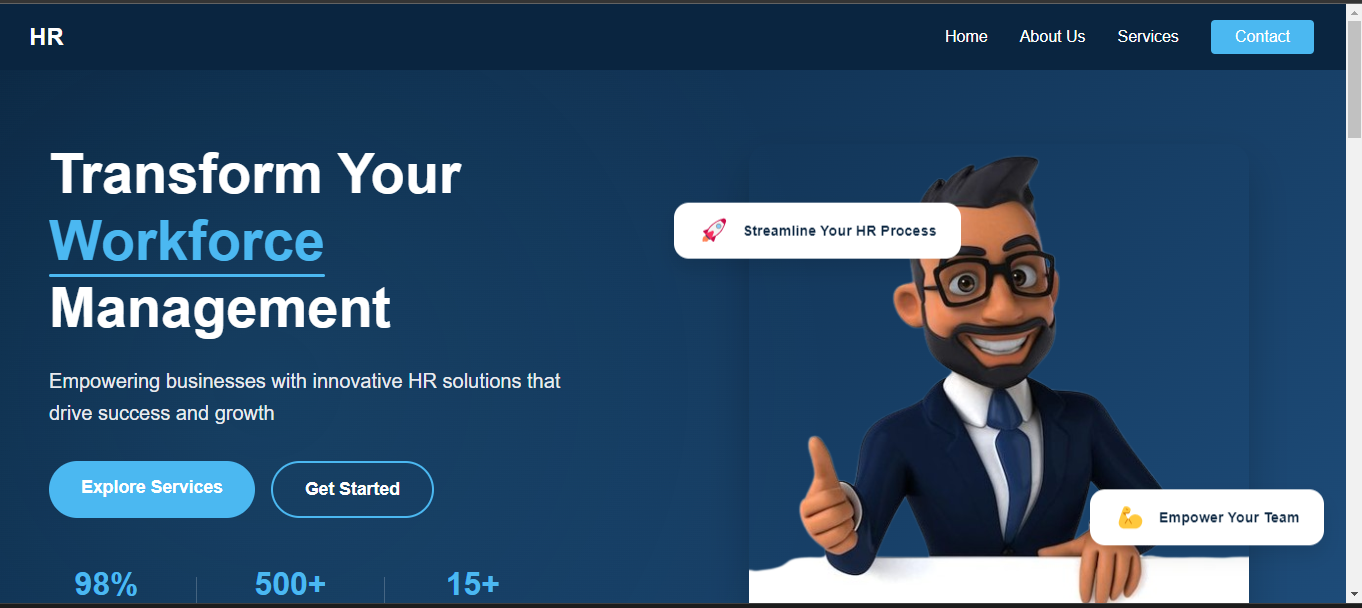 HR
Home
About Us
Services
Contact
Transform Your
Workforce
Management
Empowering businesses with innovative HR solutions that
drive success and growth
Explore Services
Get Started
98%
500+
15+
Streamline Your HR Process
Empower Your Team